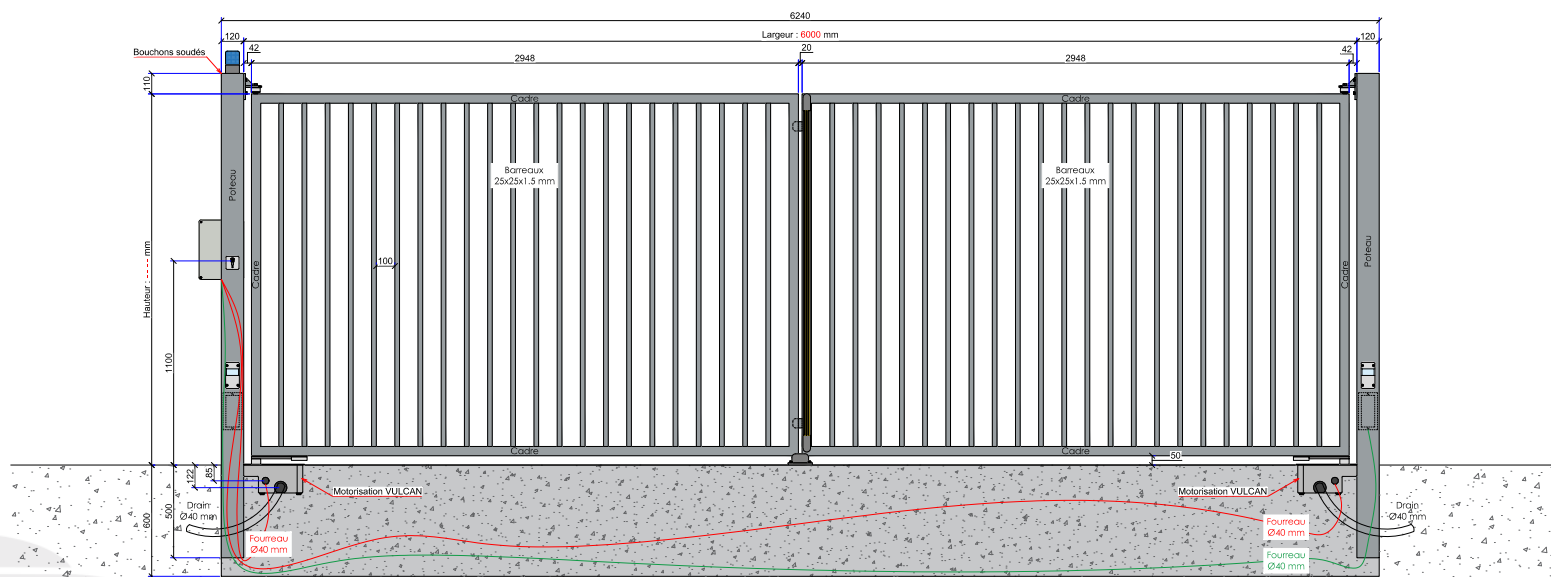 6240
120
Largeur : 6000 mm
120
Bouchons soudés
42
2948
20
2948
42
110
Cadre
Cadre
Poteau
Barreaux
25x25x1.5 mm
Barreaux
25x25x1.5 mm
Poteau
Hauteur : - - - - mm
Cadre
100
Cadre
1100
Cadre
Cadre
50
122
85
Motorisation VULCAN
Motorisation VULCAN
600
500
Drain
Ø40 mm
Drain
Ø40 mm
Fourreau
Ø40 mm
Fourreau
Ø40 mm
Fourreau
Ø40 mm